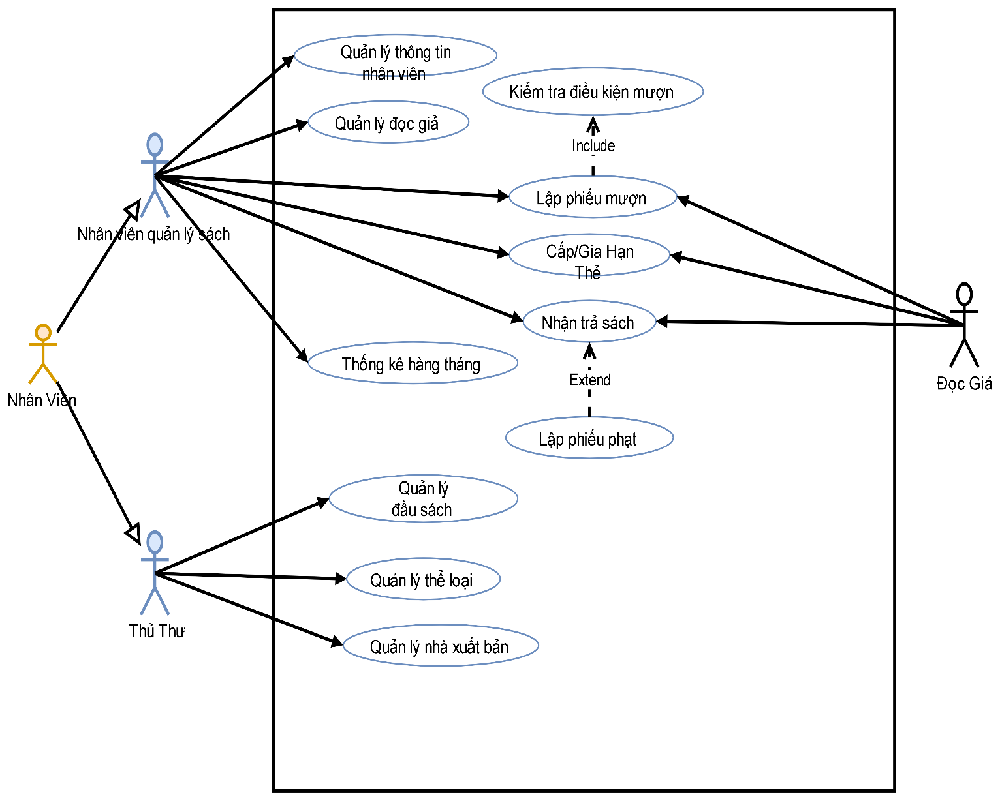 Quản lý thông tin
nhân viên
Kiểm tra điều kiện mượn
Quản lý đọc giả
Include
Lập phiếu mượn
Nhân viên quản lý sách
Cấp/Gia Hạn
Thẻ
Nhận trả sách
Thống kê hàng tháng
Extend
Đọc Giả
Nhân Viên
Lập phiếu phạt
Quản lý
đầu sách
Quản lý thể loại
Thủ Thư
Quản lý nhà xuất bản